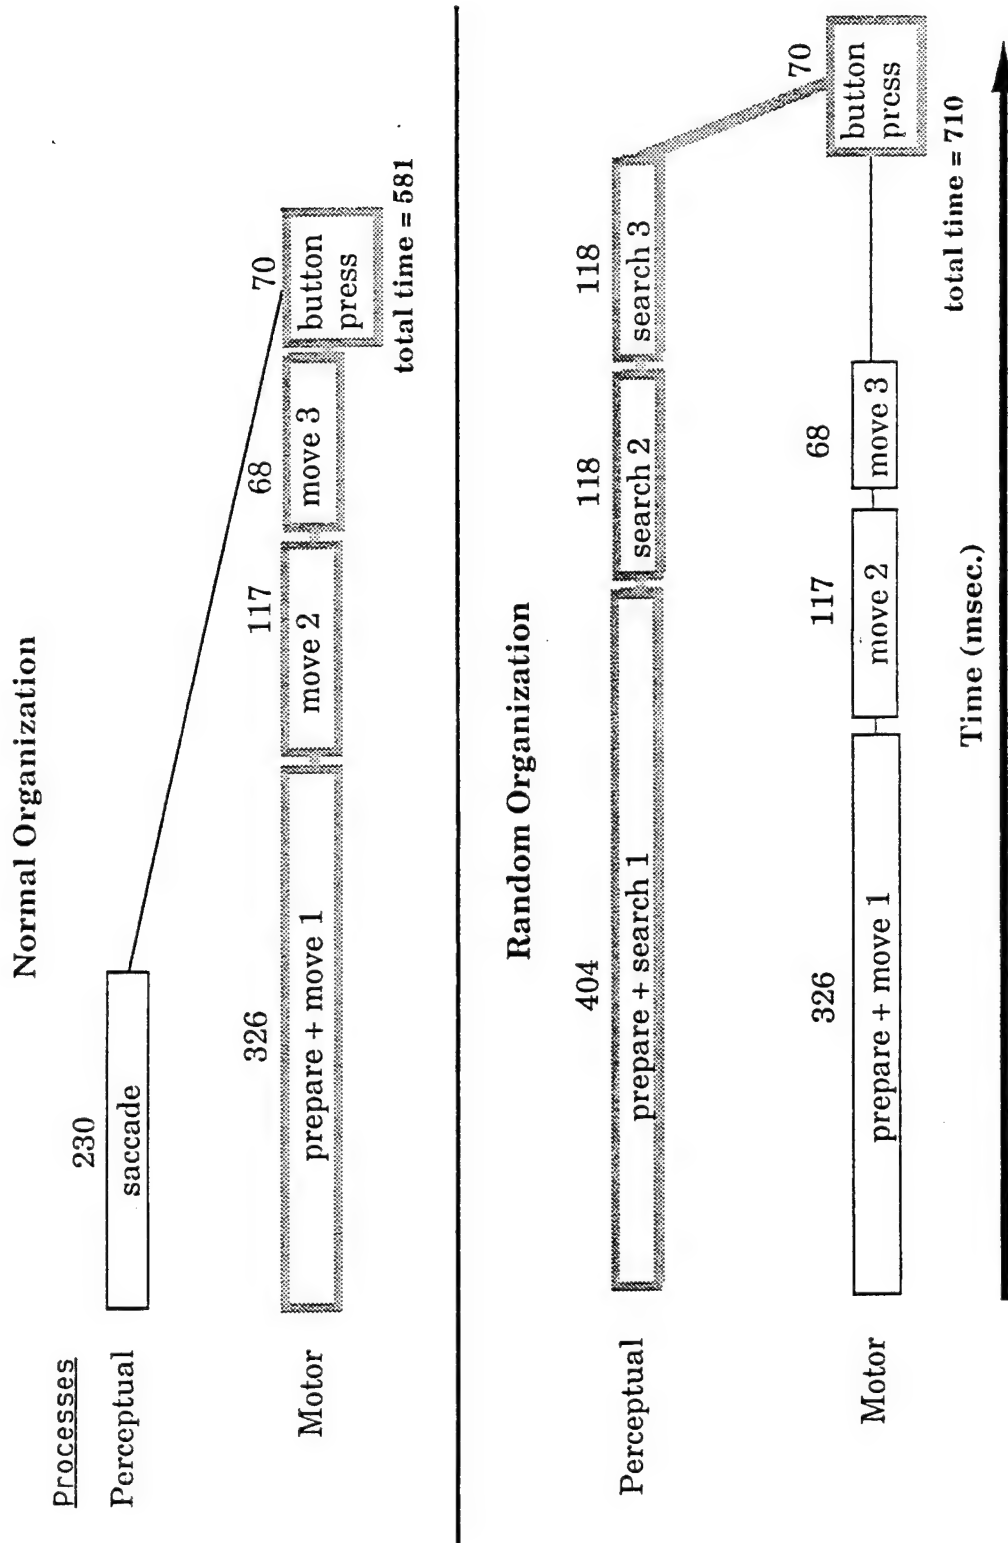 Normal Organization
Processes
Perceptual
230
saccade
Motor
326
prepare + move 1
117
move 2
68
move 3
70
button
press
total time = 581
Random Organization
Perceptual
404
prepare + search 1
118
search 2
118
search 3
Motor
326
prepare + move 1
117
move 2
68
move 3
70
button
press
total time = 710
Time (msec.)